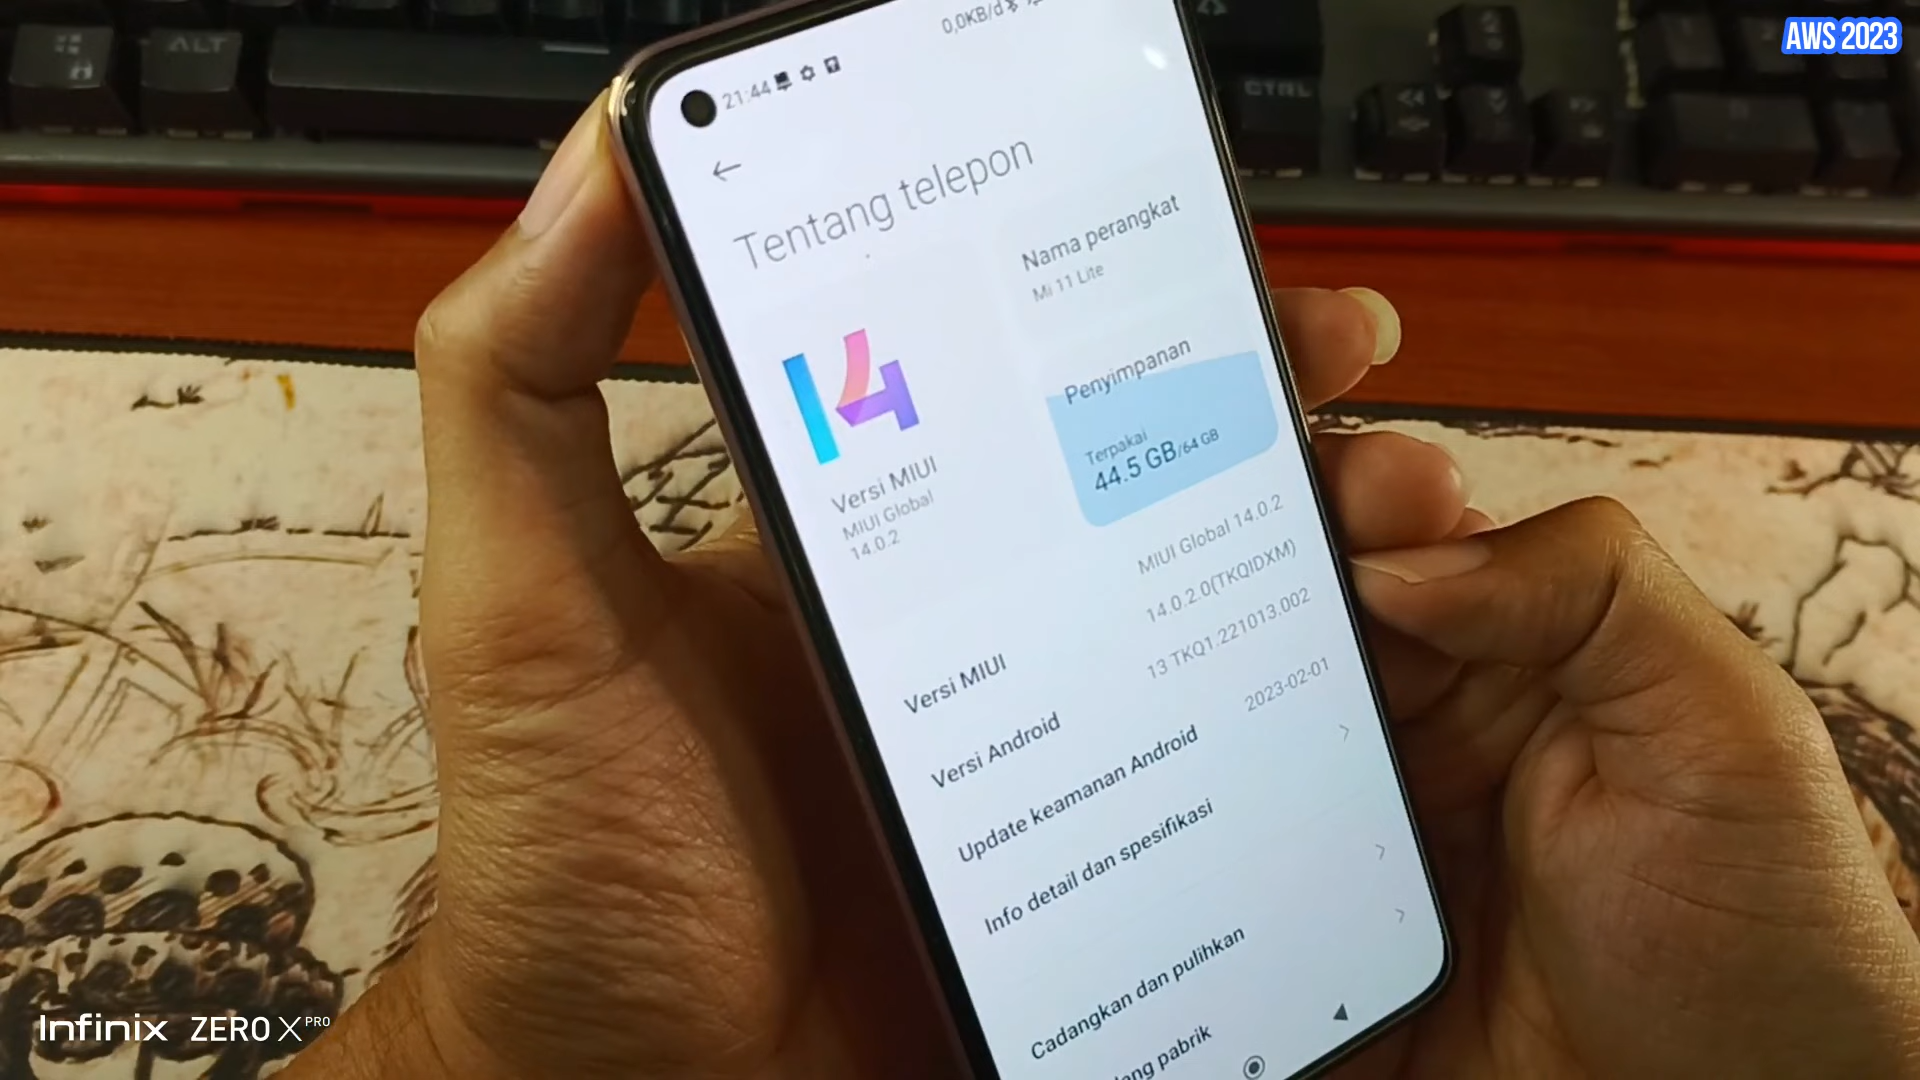 AWS 2023
ALT
CTRL
0,0KB/d
21:44
Tentang telepon
Nama perangkat
Mi 11 Lite
14
Versi MIUI
MIUI Global
14.0.2
Penyimpanan
Terpakai
44.5 GB/64 GB
Versi MIUI
MIUI Global 14.0.2
14.0.2.0(TKQIDXM)
Versi Android
13 TKQ1.221013.002
Update keamanan Android
2023-02-01
Info detail dan spesifikasi
Cadangkan dan pulihkan
pabrik
Infinix ZERO X PRO